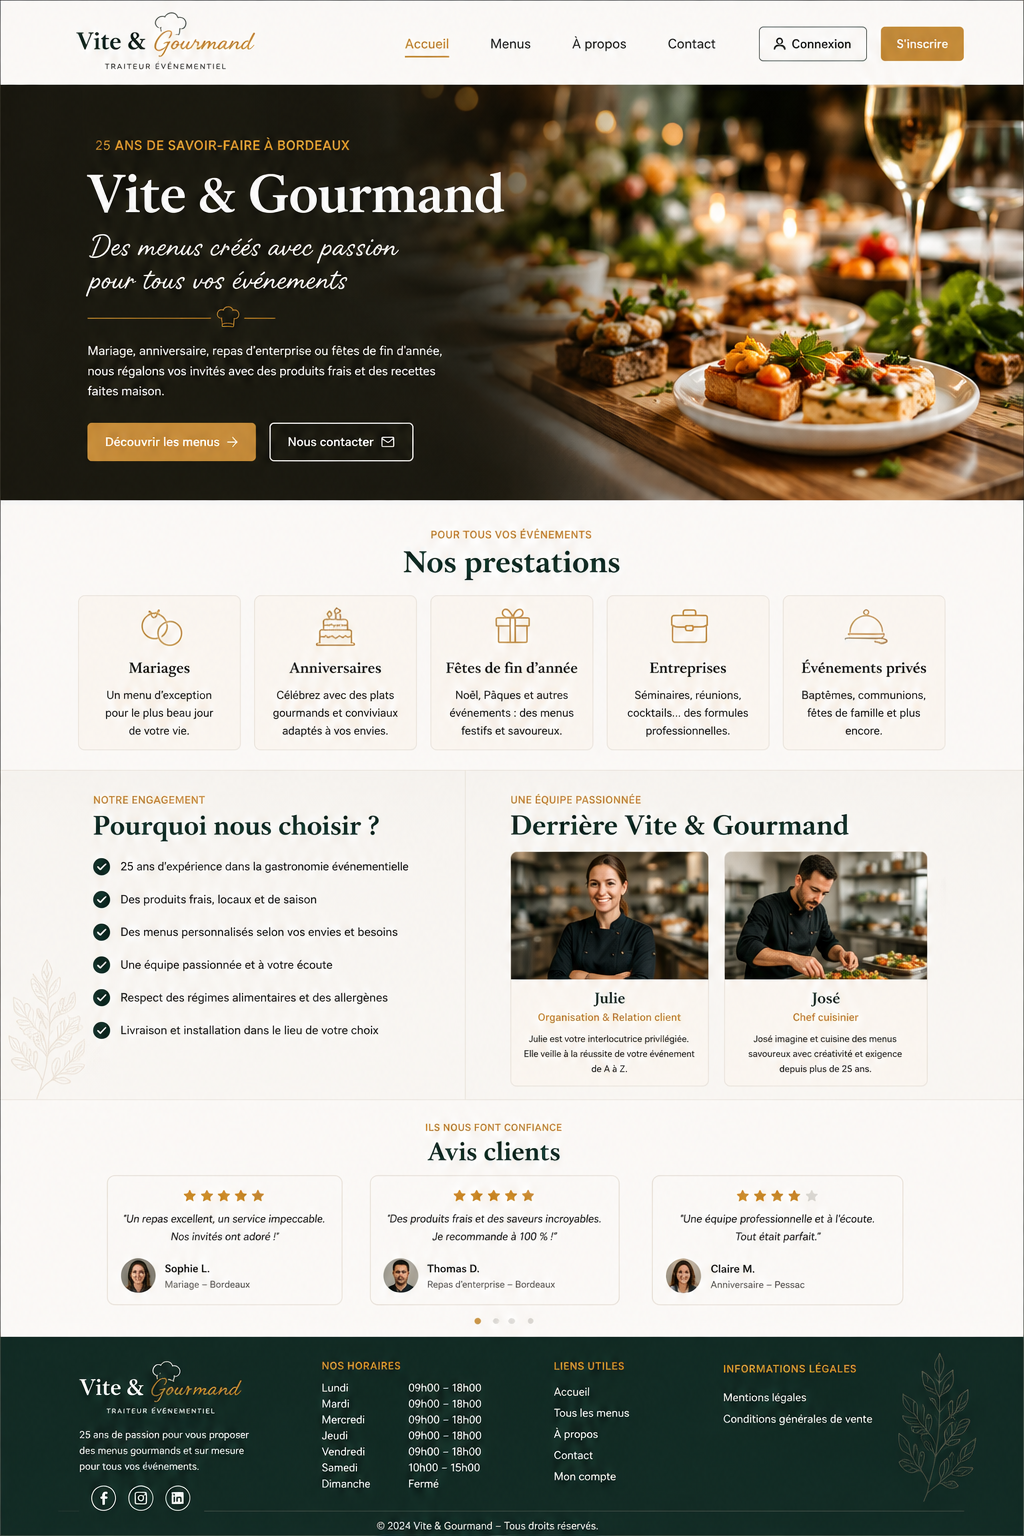 Vite & Gourmand
TRAITEUR ÉVÉNEMENTIEL
Accueil
Menus
À propos
Contact
Connexion
S'inscrire
25 ANS DE SAVOIR-FAIRE À BORDEAUX
Vite & Gourmand
Des menus créés avec passion
pour tous vos événements
Mariage, anniversaire, repas d'enterprise ou fêtes de fin d'année,
nous régalons vos invités avec des produits frais et des recettes
faites maison.
Découvrir les menus →
Nous contacter
POUR TOUS VOS ÉVÉNEMENTS
Nos prestations
Mariages
Un menu d'exception
pour le plus beau jour
de votre vie.
Anniversaires
Célébrez avec des plats
gourmands et conviviaux
adaptés à vos envies.
Fêtes de fin d'année
Noël, Pâques et autres
événements : des menus
festifs et savoureux.
Entreprises
Séminaires, réunions,
cocktails... des formules
professionnelles.
Événements privés
Baptêmes, communions,
fêtes de famille et plus
encore.
NOTRE ENGAGEMENT
Pourquoi nous choisir ?
25 ans d'expérience dans la gastronomie événementielle
Des produits frais, locaux et de saison
Des menus personnalisés selon vos envies et besoins
Une équipe passionnée et à votre écoute
Respect des régimes alimentaires et des allergènes
Livraison et installation dans le lieu de votre choix
UNE ÉQUIPE PASSIONNÉE
Derrière Vite & Gourmand
Julie
Organisation & Relation client
Julie est votre interlocutrice privilégiée.
Elle veille à la réussite de votre événement
de A à Z.
José
Chef cuisinier
José imagine et cuisine des menus
savoureux avec créativité et exigence
depuis plus de 25 ans.
ILS NOUS FONT CONFIANCE
Avis clients
"Un repas excellent, un service impeccable.
Nos invités ont adoré !"
Sophie L.
Mariage – Bordeaux
"Des produits frais et des saveurs incroyables.
Je recommande à 100 % !"
Thomas D.
Repas d'enterprise – Bordeaux
"Une équipe professionnelle et à l'écoute.
Tout était parfait."
Claire M.
Anniversaire – Pessac
Vite & Gourmand
TRAITEUR ÉVÉNEMENTIEL
25 ans de passion pour vous proposer
des menus gourmands et sur mesure
pour tous vos événements.
NOS HORAIRES
Lundi 09h00 – 18h00
Mardi 09h00 – 18h00
Mercredi 09h00 – 18h00
Jeudi 09h00 – 18h00
Vendredi 09h00 – 18h00
Samedi 10h00 – 15h00
Dimanche Fermé
LIENS UTILES
Accueil
Tous les menus
À propos
Contact
Mon compte
INFORMATIONS LÉGALES
Mentions légales
Conditions générales de vente
© 2024 Vite & Gourmand – Tous droits réservés.